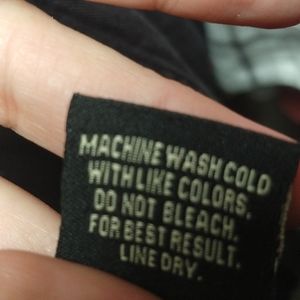 MACHINE WASH COLD
WITH LIKE COLORS.
DO NOT BLEACH.
FOR BEST RESULT.
LINE DRY.